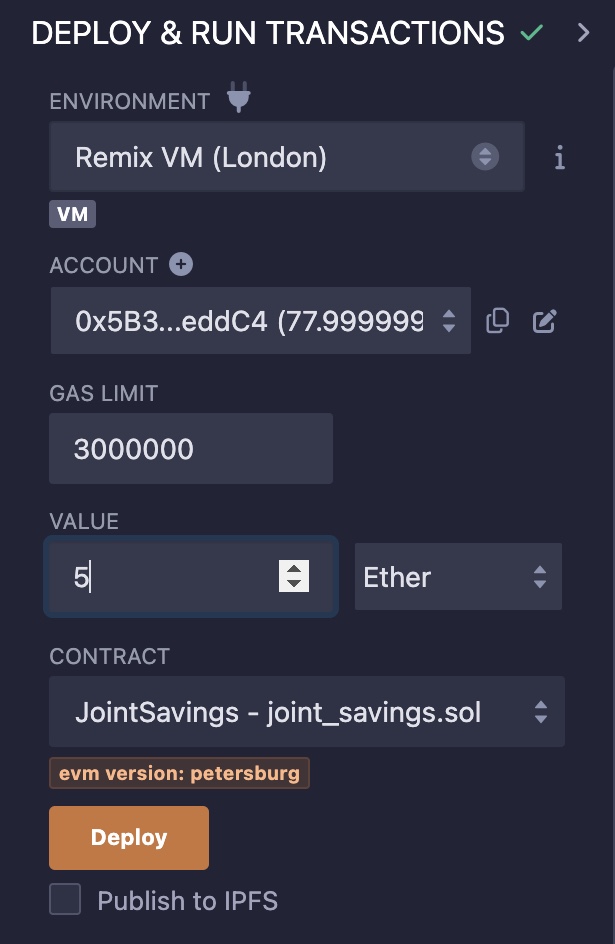 DEPLOY & RUN TRANSACTIONS
ENVIRONMENT
Remix VM (London)
VM
ACCOUNT
0x5B3...eddC4 (77.999999
GAS LIMIT
3000000
VALUE
5
Ether
CONTRACT
JointSavings - joint_savings.sol
evm version: petersburg
Deploy
Publish to IPFS